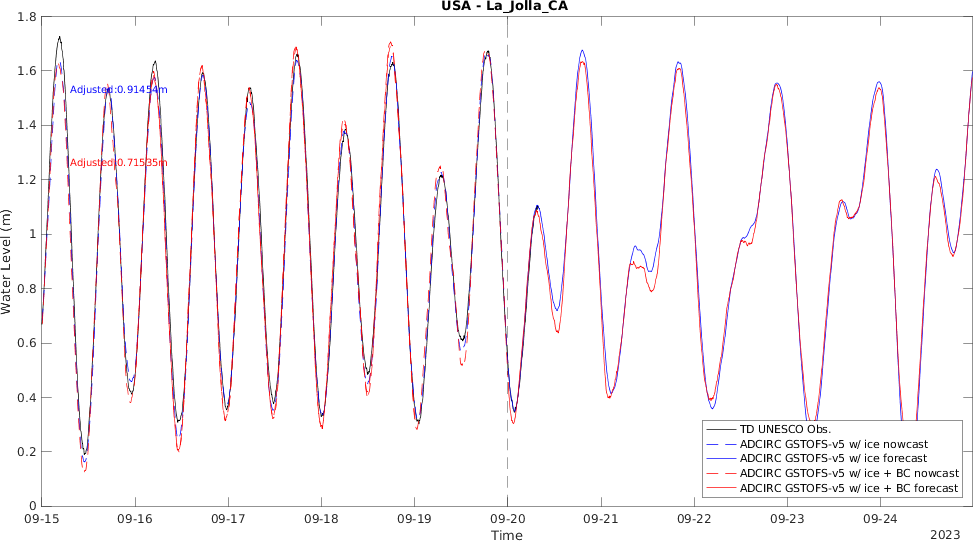 USA - La_Jolla_CA
1.8
1.6
1.4
1.2
1
0.8
0.6
0.4
0.2
0
Water Level (m)
Adjusted:0.91454m
Adjusted:0.71535m
TD UNESCO Obs.
ADCIRC GSTOFS-v5 w/ ice nowcast
ADCIRC GSTOFS-v5 w/ ice forecast
ADCIRC GSTOFS-v5 w/ ice + BC nowcast
ADCIRC GSTOFS-v5 w/ ice + BC forecast
09-15 09-16 09-17 09-18 09-19 09-20 09-21 09-22 09-23 09-24
Time
2023